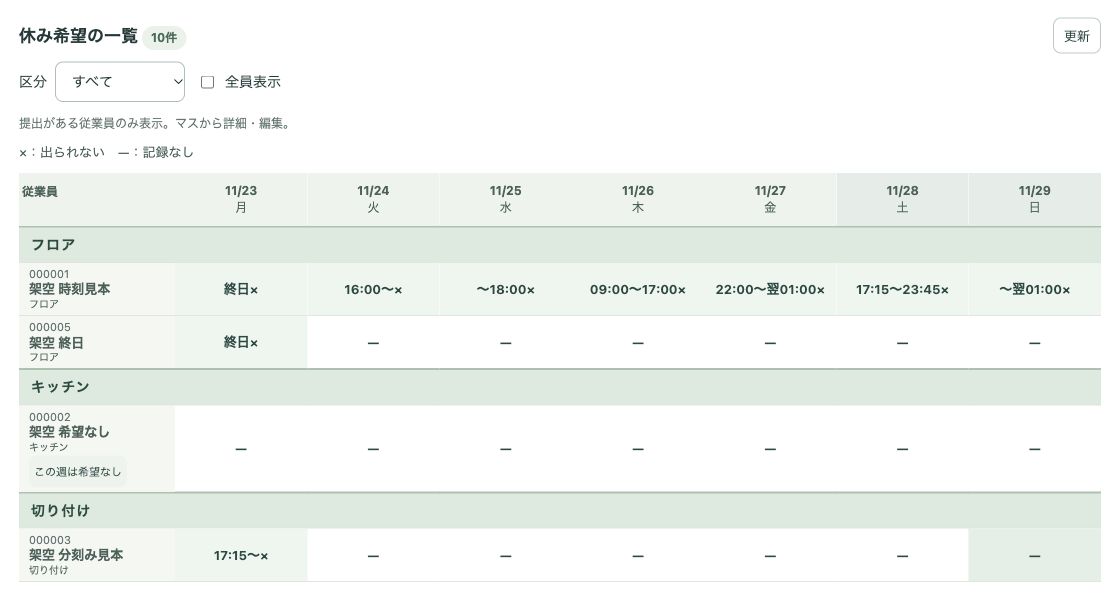 休み希望の一覧 10件 更新
区分 すべて 全員表示
提出がある従業員のみ表示。マスから詳細・編集。
×：出られない —：記録なし
従業員 11/23 11/24 11/25 11/26 11/27 11/28 11/29
月 火 水 木 金 土 日
フロア
000001
架空 時刻見本 終日× 16:00〜× 〜18:00× 09:00〜17:00× 22:00〜翌01:00× 17:15〜23:45× 〜翌01:00×
フロア
000005
架空 終日 終日× — — — — — —
フロア
キッチン
000002
架空 希望なし
キッチン — — — — — — —
この週は希望なし
切り付け
000003
架空 分刻み見本 17:15〜× — — — — — —
切り付け